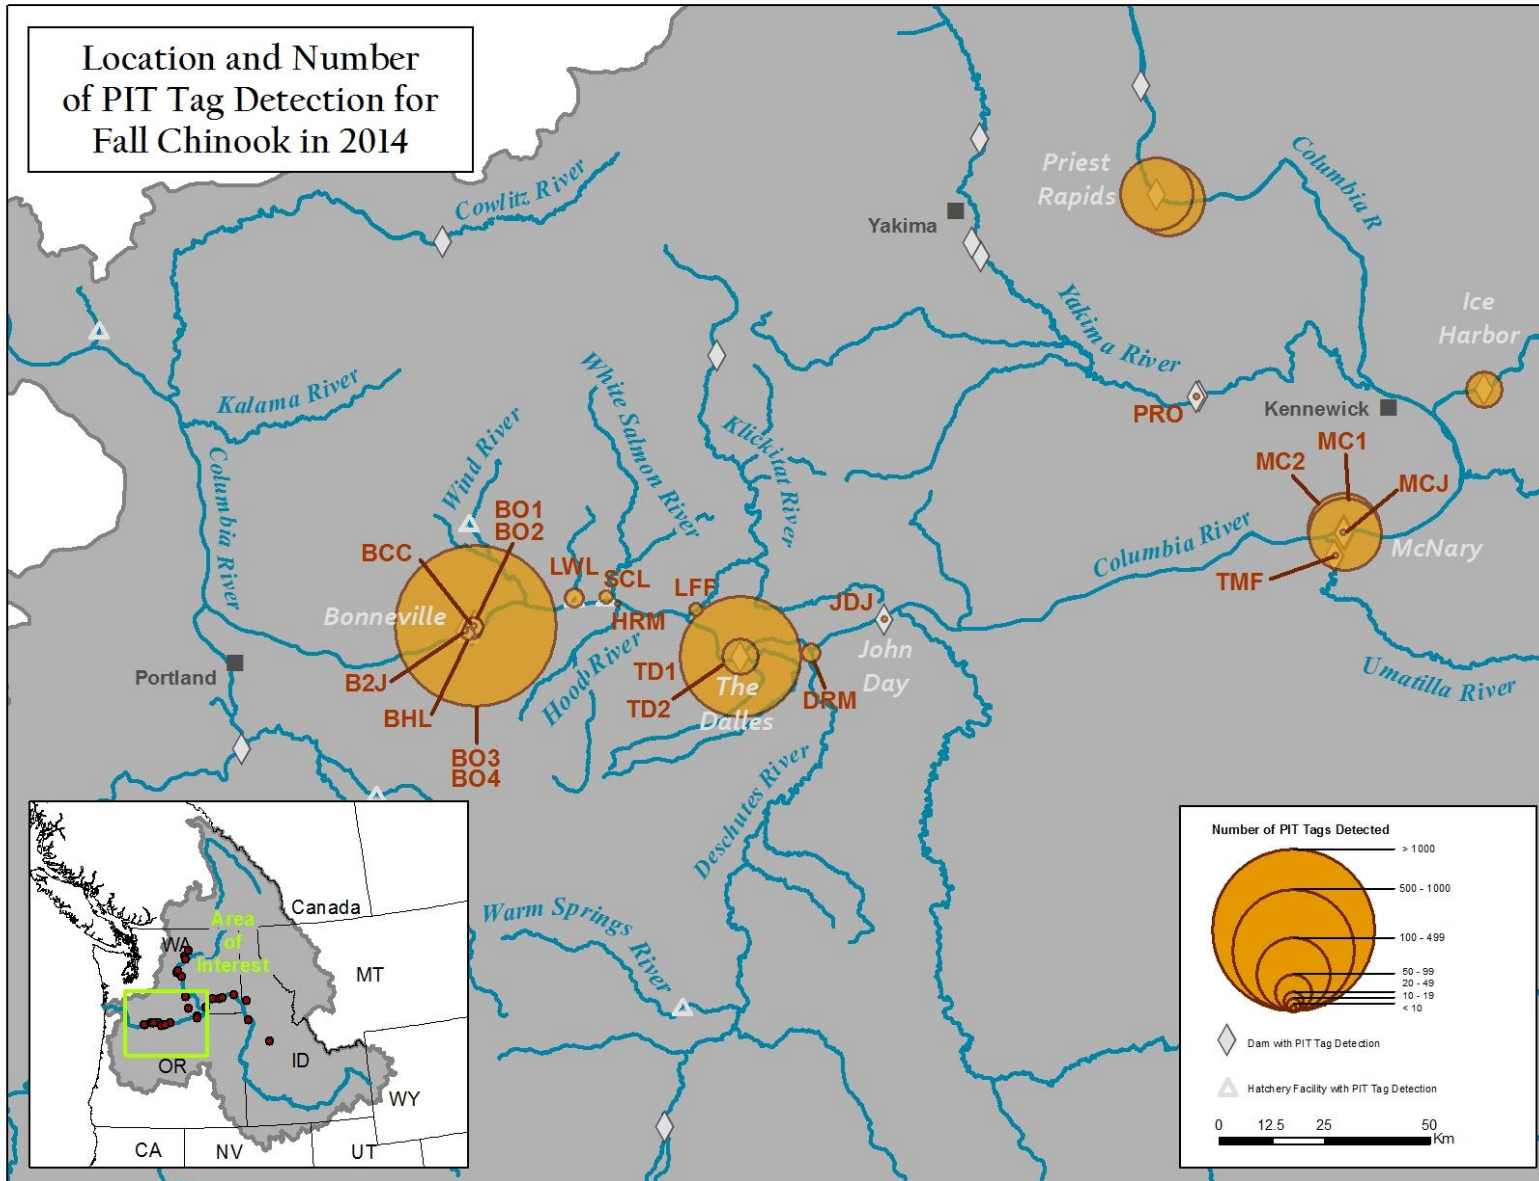 Location and Number
of PIT Tag Detection for
Fall Chinook in 2014
Cowlitz River
Priest
Rapids
Columbia R
Yakima
Yakima River
Ice
Harbor
Kalama River
White Salmon River
Klickitat River
PRO
Kennewick
Columbia River
Wind River
MC1
MC2
MCJ
BO1
BO2
BCC
LWL
SCL
LFF
JDJ
Columbia River
McNary
TMF
Bonneville
HRM
Portland
B2J
BHL
Hood River
TD1
TD2
The
Dalles
DRM
John
Day
Umatilla River
BO3
BO4
Deschutes River
Warm Springs River
Canada
Area
of
Interest
WA
MT
OR
ID
WY
CA
NV
UT
Number of PIT Tags Detected
> 1000
500 - 1000
100 - 499
50 - 99
20 - 49
10 - 19
< 10
Dam with PIT Tag Detection
Hatchery Facility with PIT Tag Detection
0 12.5 25 50
Km